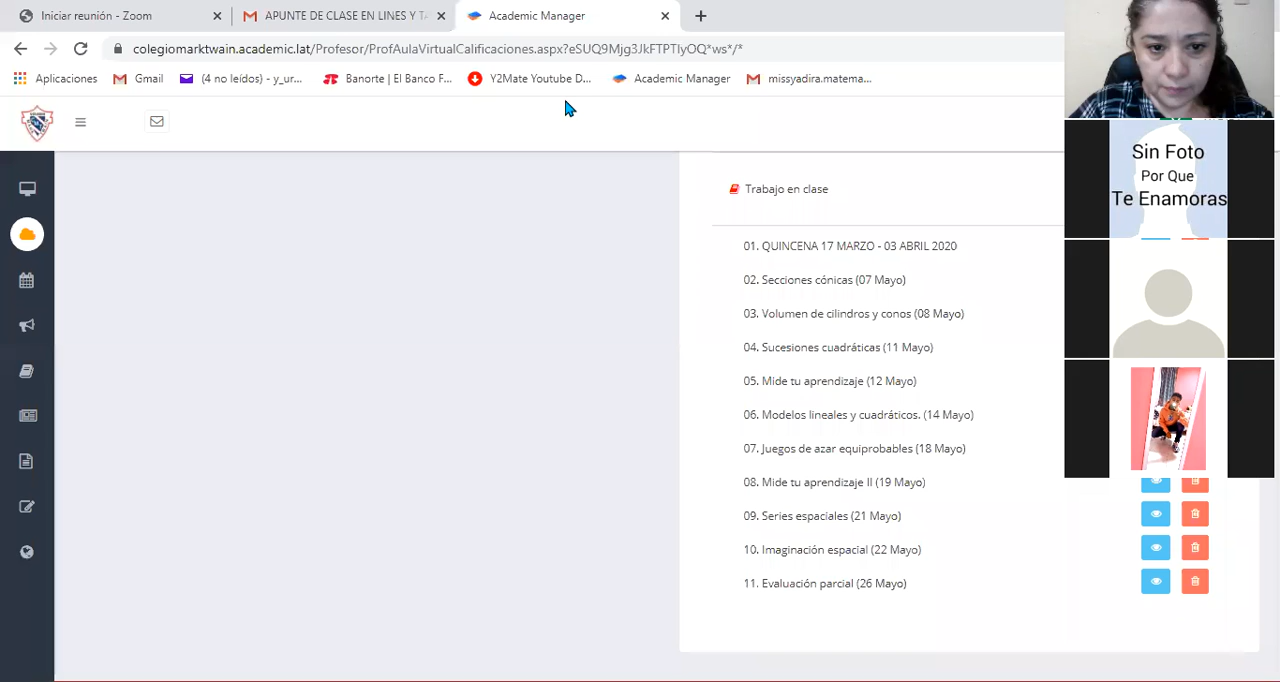 Iniciar reunión - Zoom
APUNTE DE CLASE EN LINES Y TA
Academic Manager
colegiomarktwain.academic.lat/Profesor/ProfAulaVirtualCalificaciones.aspx?eSUQ9Mjg3JkFTPTIyOQ*ws*/*
Aplicaciones
Gmail
(4 no leídos) - y_ur...
Banorte | El Banco F...
Y2Mate Youtube D...
Academic Manager
missyadira.matema...
Sin Foto
Por Que
Te Enamoras
Trabajo en clase
01. QUINCENA 17 MARZO - 03 ABRIL 2020
02. Secciones cónicas (07 Mayo)
03. Volumen de cilindros y conos (08 Mayo)
04. Sucesiones cuadráticas (11 Mayo)
05. Mide tu aprendizaje (12 Mayo)
06. Modelos lineales y cuadráticos. (14 Mayo)
07. Juegos de azar equiprobables (18 Mayo)
08. Mide tu aprendizaje II (19 Mayo)
09. Series espaciales (21 Mayo)
10. Imaginación espacial (22 Mayo)
11. Evaluación parcial (26 Mayo)